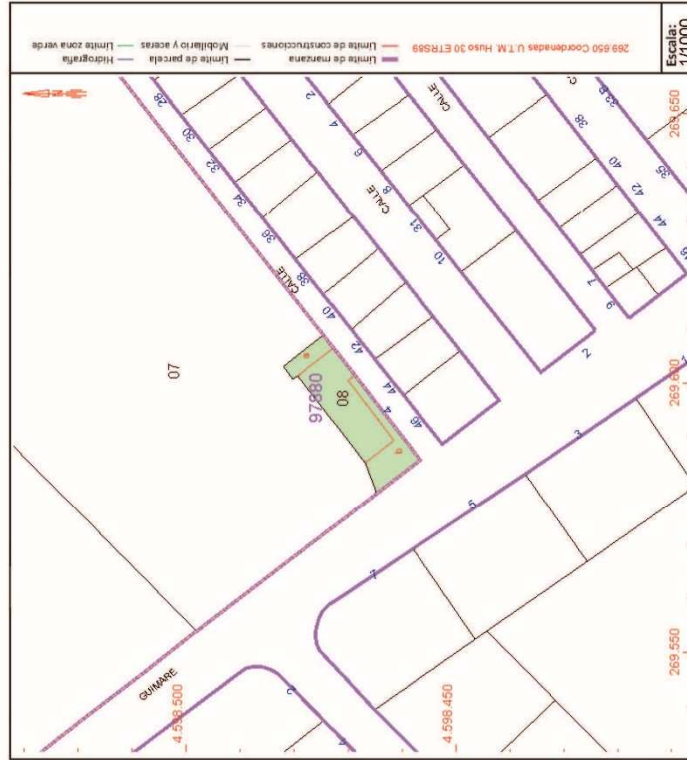 Límite zona verde
Hidrografía
Mobiliario y aceras
Límite de parcela
Límite de construcciones
Límite de manzana
269.650 Coordenadas U.T.M. Huso 30 ETRS89
Escala:
1/1000
N
28
30
32
34
36
CALLE
38
40
42
44
46
2
4
6
8
CALLE
31
10
CALLE
38
40
42
44
46
33-B
35
7
9
2
07
97880
08
4
3
5
7
GUIMARE
2
4.598.500
4.598.450
269.550
269.600
269.650